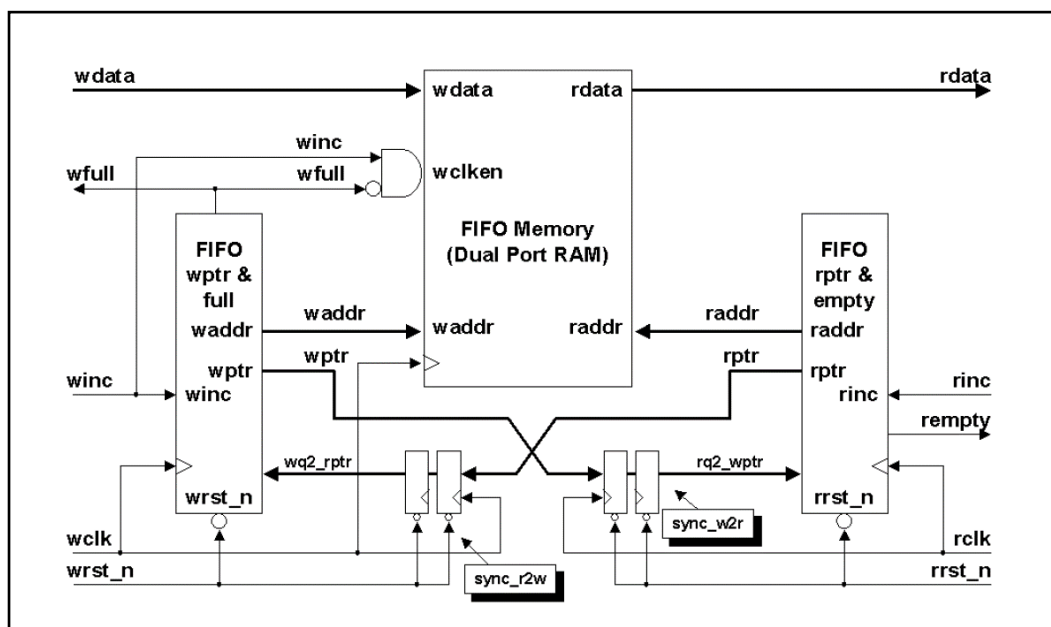 wdata
rdata
wdata
rdata
winc
wclken
wfull
wfull
FIFO Memory
(Dual Port RAM)
FIFO
wptr &
full
FIFO
rptr &
empty
waddr
waddr
waddr
raddr
raddr
raddr
wptr
wptr
rptr
rptr
winc
winc
rinc
rinc
rempty
wq2_rptr
rq2_wptr
wrst_n
rrst_n
sync_w2r
wclk
rclk
wrst_n
sync_r2w
rrst_n